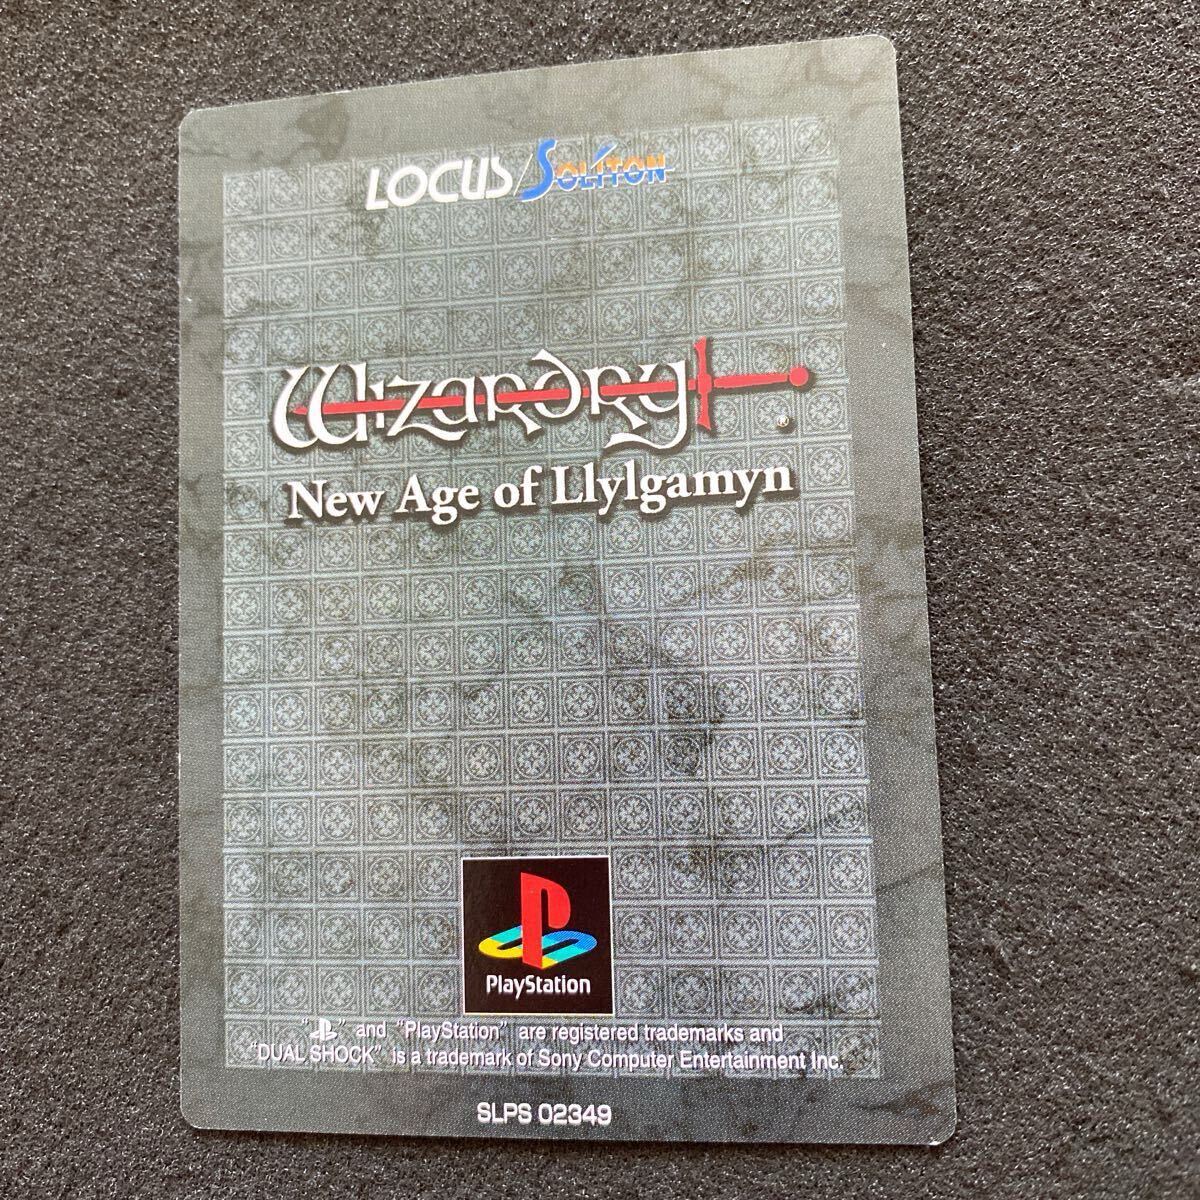 LOCUS/SOLITON
Wizardry®
New Age of Llylgamyn
PlayStation
" " and "PlayStation" are registered trademarks and
"DUAL SHOCK" is a trademark of Sony Computer Entertainment Inc.
SLPS 02349